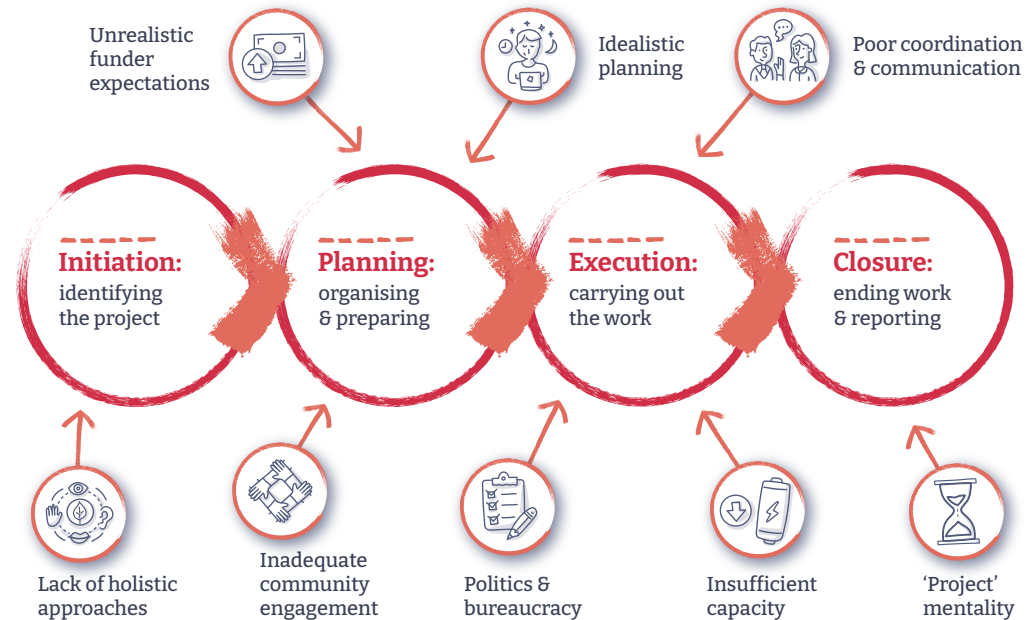 Unrealistic
funder
expectations
Idealistic
planning
Poor coordination
& communication
Initiation:
identifying
the project
Planning:
organising
& preparing
Execution:
carrying out
the work
Closure:
ending work
& reporting
Lack of holistic
approaches
Inadequate
community
engagement
Politics &
bureaucracy
Insufficient
capacity
‘Project’
mentality